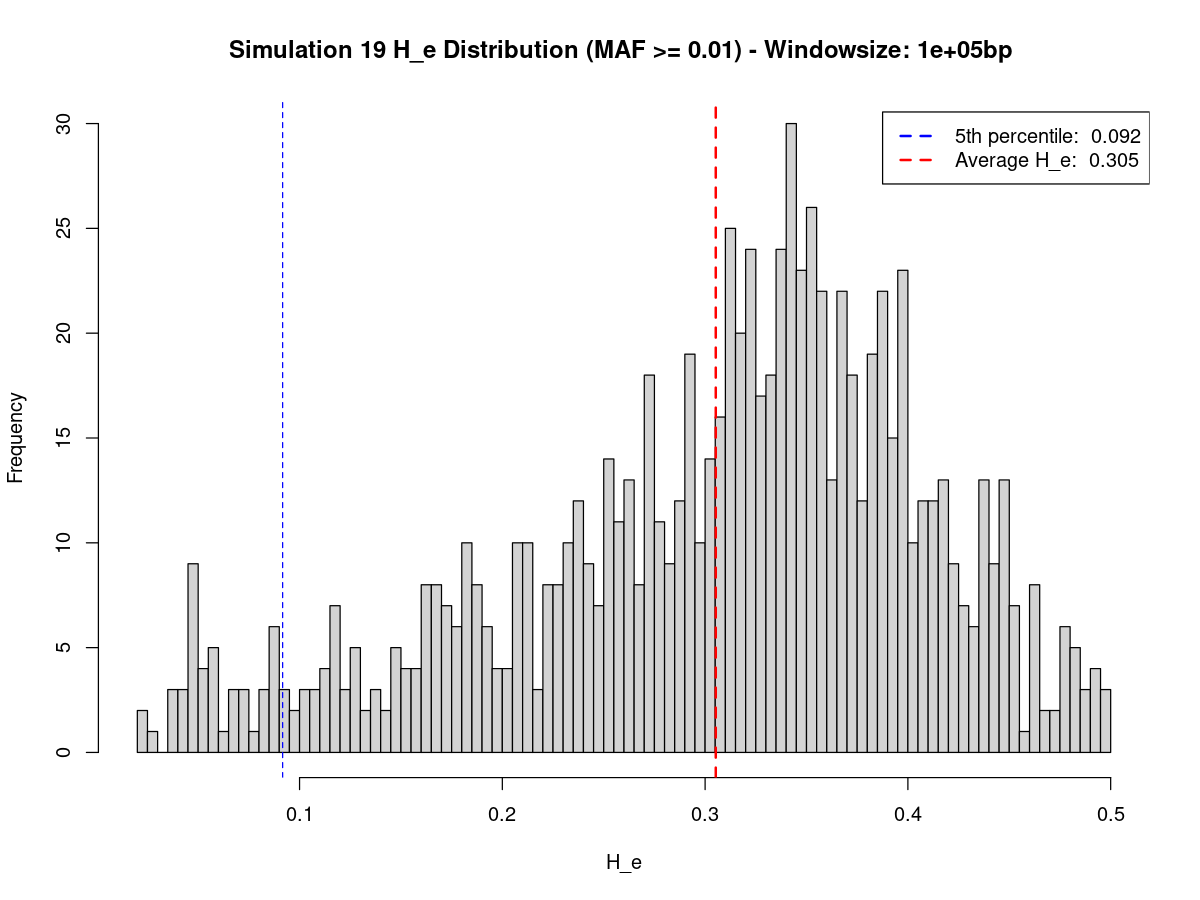 Simulation 19 H_e Distribution (MAF >= 0.01) - Windowsize: 1e+05bp
5th percentile: 0.092
Average H_e: 0.305
Frequency
30
25
20
15
10
5
0
0.1 0.2 0.3 0.4 0.5
H_e